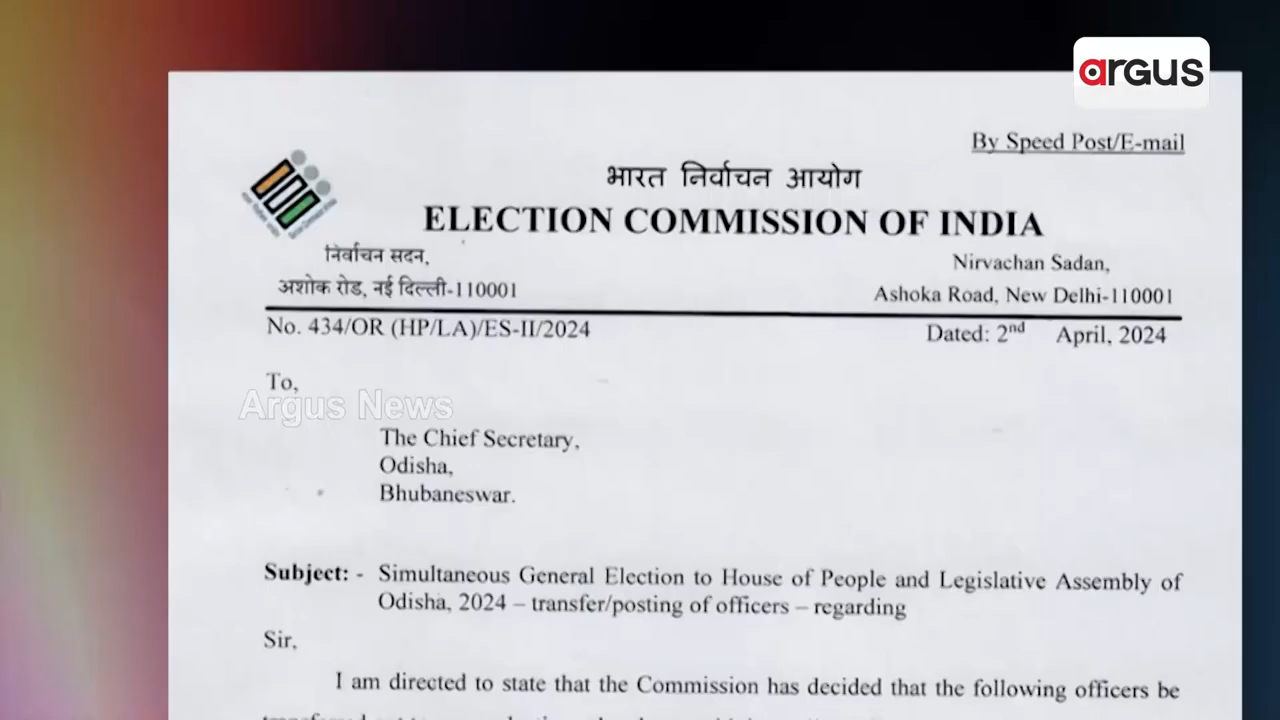 argus
By Speed Post/E-mail
भारत निर्वाचन आयोग
ELECTION COMMISSION OF INDIA
निर्वाचन सदन,
अशोक रोड, नई दिल्ली-110001
Nirvachan Sadan,
Ashoka Road, New Delhi-110001
No. 434/OR (HP/LA)/ES-II/2024
Dated: 2nd April, 2024
To,
Argus News
The Chief Secretary,
Odisha,
Bhubaneswar.
Subject: - Simultaneous General Election to House of People and Legislative Assembly of
Odisha, 2024 – transfer/posting of officers – regarding
Sir,
I am directed to state that the Commission has decided that the following officers be